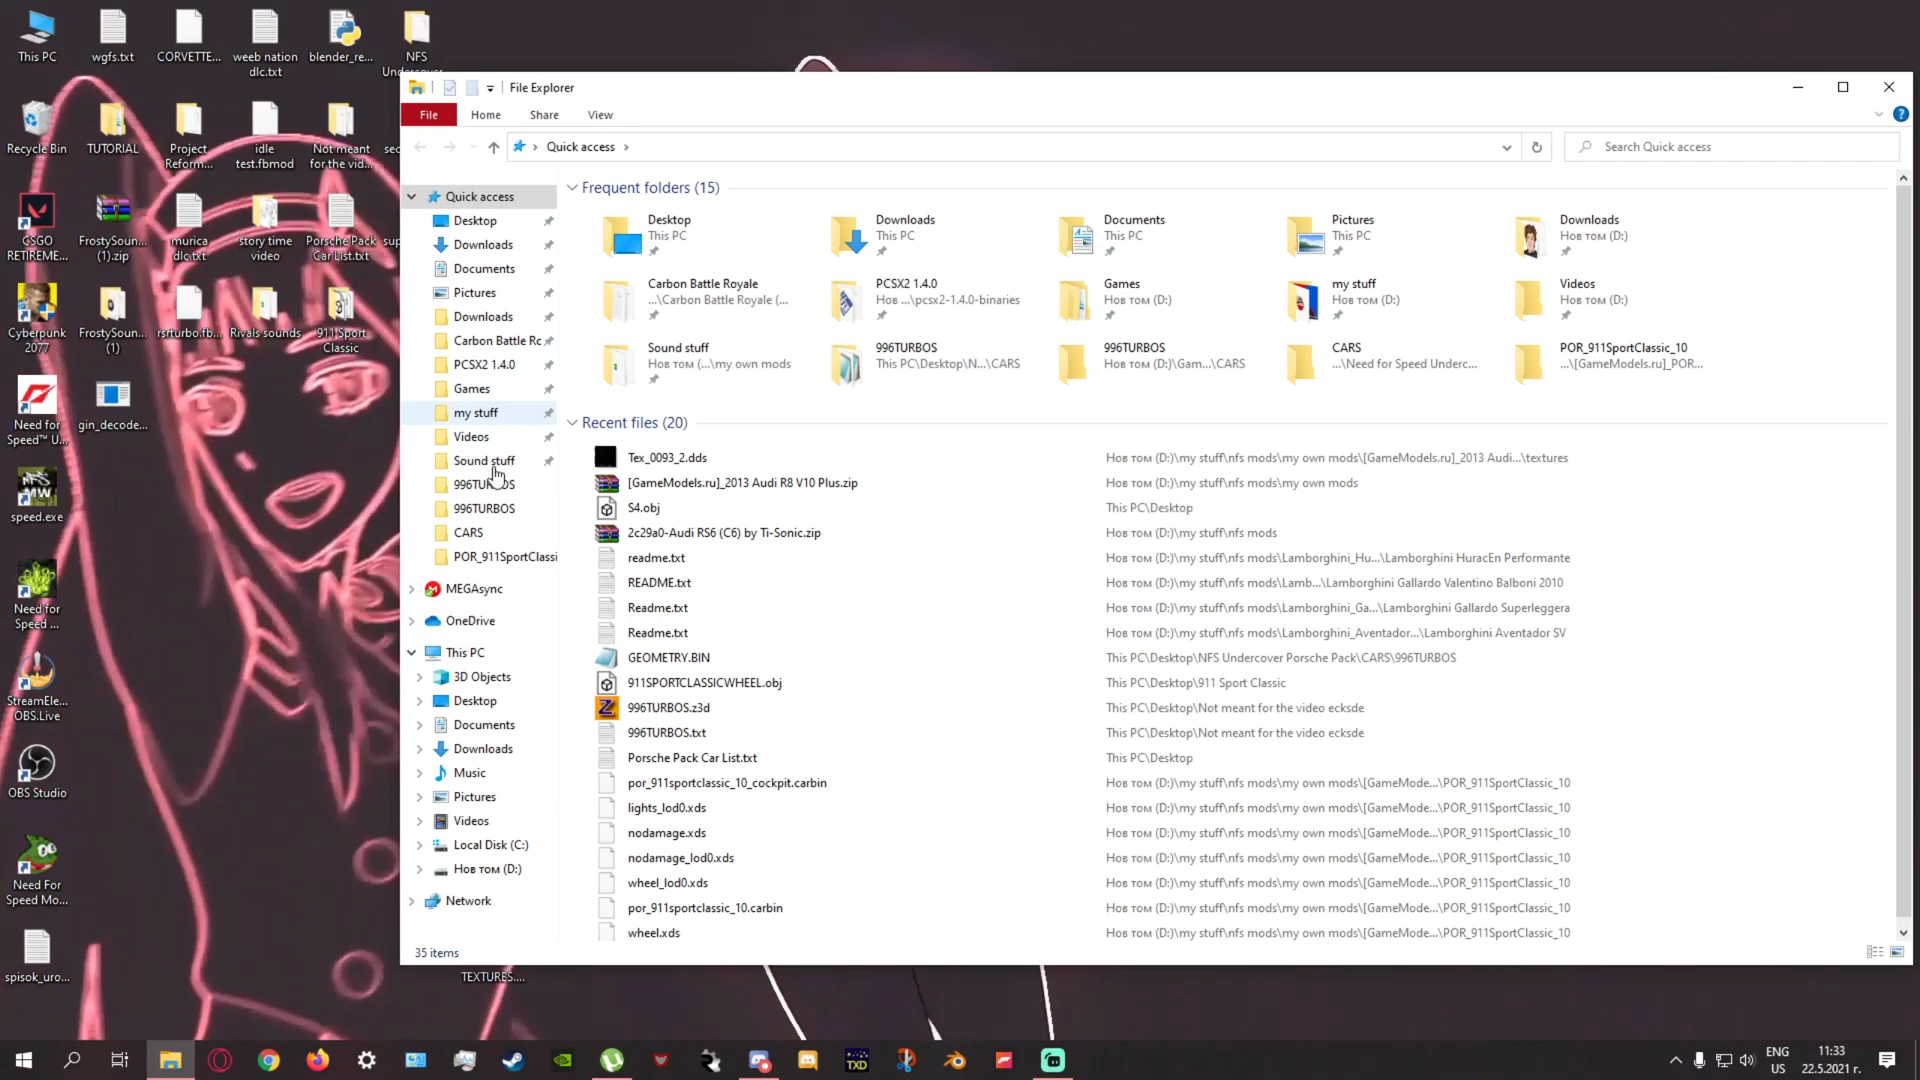 This PC
wgfs.txt
CORVETTE...
weeb nation
dlc.txt
blender_re...
NFS
Undercover
Recycle Bin
TUTORIAL
Project
Reform...
idle
test.fbmod
Not meant
for the vid...
sec
CSGO
RETIREME...
FrostySoun...
(1).zip
murica
dlc.txt
story time
video
Porsche Pack
Car List.txt
sup
Cyberpunk
2077
FrostySoun...
(1)
rsrturbo.fb...
Rivals sounds
911 Sport
Classic
Need for
Speed™ U...
gin_decode...
speed.exe
Need for
Speed ...
StreamEle...
OBS.Live
OBS Studio
Need For
Speed Mo...
spisok_uro...
TEXTURES....
File Explorer
File
Home
Share
View
Quick access
Search Quick access
Quick access
Desktop
Downloads
Documents
Pictures
Downloads
Carbon Battle Rc
PCSX2 1.4.0
Games
my stuff
Videos
Sound stuff
996TURBOS
996TURBOS
CARS
POR_911SportClassi
MEGAsync
OneDrive
This PC
3D Objects
Desktop
Documents
Downloads
Music
Pictures
Videos
Local Disk (C:)
Нов том (D:)
Network
35 items
Frequent folders (15)
Desktop
This PC
Downloads
This PC
Documents
This PC
Pictures
This PC
Downloads
Нов том (D:)
Carbon Battle Royale
...\Carbon Battle Royale (...
PCSX2 1.4.0
Нов ...\pcsx2-1.4.0-binaries
Games
Нов том (D:)
my stuff
Нов том (D:)
Videos
Нов том (D:)
Sound stuff
Нов том (...\my own mods
996TURBOS
This PC\Desktop\N...\CARS
996TURBOS
Нов том (D:)\Gam...\CARS
CARS
...\Need for Speed Underc...
POR_911SportClassic_10
...\[GameModels.ru]_POR...
Recent files (20)
Tex_0093_2.dds Нов том (D:)\my stuff\nfs mods\my own mods\[GameModels.ru]_2013 Audi...\textures
[GameModels.ru]_2013 Audi R8 V10 Plus.zip Нов том (D:)\my stuff\nfs mods\my own mods
S4.obj This PC\Desktop
2c29a0-Audi RS6 (C6) by Ti-Sonic.zip Нов том (D:)\my stuff\nfs mods
readme.txt Нов том (D:)\my stuff\nfs mods\Lamborghini_Hu...\Lamborghini HuracEn Performante
README.txt Нов том (D:)\my stuff\nfs mods\Lamb...\Lamborghini Gallardo Valentino Balboni 2010
Readme.txt Нов том (D:)\my stuff\nfs mods\Lamborghini_Ga...\Lamborghini Gallardo Superleggera
Readme.txt Нов том (D:)\my stuff\nfs mods\Lamborghini_Aventador...\Lamborghini Aventador SV
GEOMETRY.BIN This PC\Desktop\NFS Undercover Porsche Pack\CARS\996TURBOS
911SPORTCLASSICWHEEL.obj This PC\Desktop\911 Sport Classic
996TURBOS.z3d This PC\Desktop\Not meant for the video ecksde
996TURBOS.txt This PC\Desktop\Not meant for the video ecksde
Porsche Pack Car List.txt This PC\Desktop
por_911sportclassic_10_cockpit.carbin Нов том (D:)\my stuff\nfs mods\my own mods\[GameMode...\POR_911SportClassic_10
lights_lod0.xds Нов том (D:)\my stuff\nfs mods\my own mods\[GameMode...\POR_911SportClassic_10
nodamage.xds Нов том (D:)\my stuff\nfs mods\my own mods\[GameMode...\POR_911SportClassic_10
nodamage_lod0.xds Нов том (D:)\my stuff\nfs mods\my own mods\[GameMode...\POR_911SportClassic_10
wheel_lod0.xds Нов том (D:)\my stuff\nfs mods\my own mods\[GameMode...\POR_911SportClassic_10
por_911sportclassic_10.carbin Нов том (D:)\my stuff\nfs mods\my own mods\[GameMode...\POR_911SportClassic_10
wheel.xds Нов том (D:)\my stuff\nfs mods\my own mods\[GameMode...\POR_911SportClassic_10
TXD
ENG
US
11:33
22.5.2021 г.